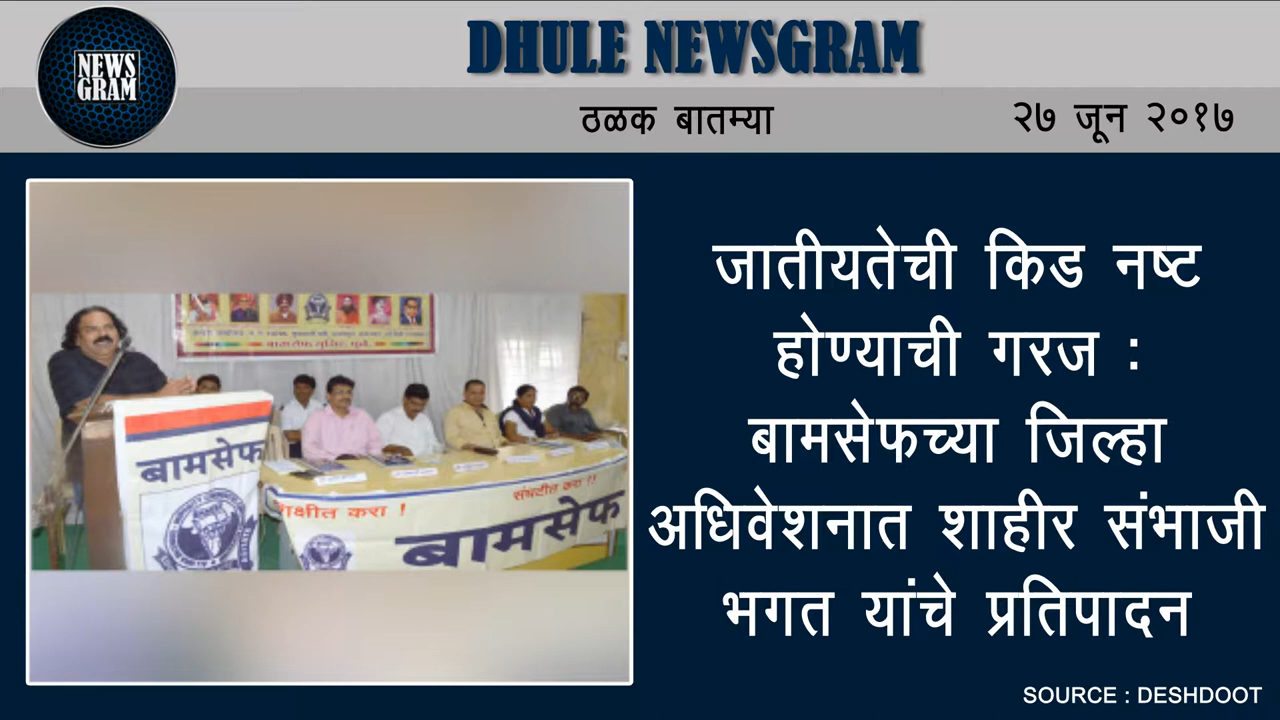 NEWS
GRAM
DHULE NEWSGRAM
ठळक बातम्या
२७ जून २०१७
जातीयतेची किड नष्ट
होण्याची गरज :
बामसेफच्या जिल्हा
अधिवेशनात शाहीर संभाजी
भगत यांचे प्रतिपादन
बामसेफ
करा !
संघटीत करा !!
बामसेफ
SOURCE : DESHDOOT